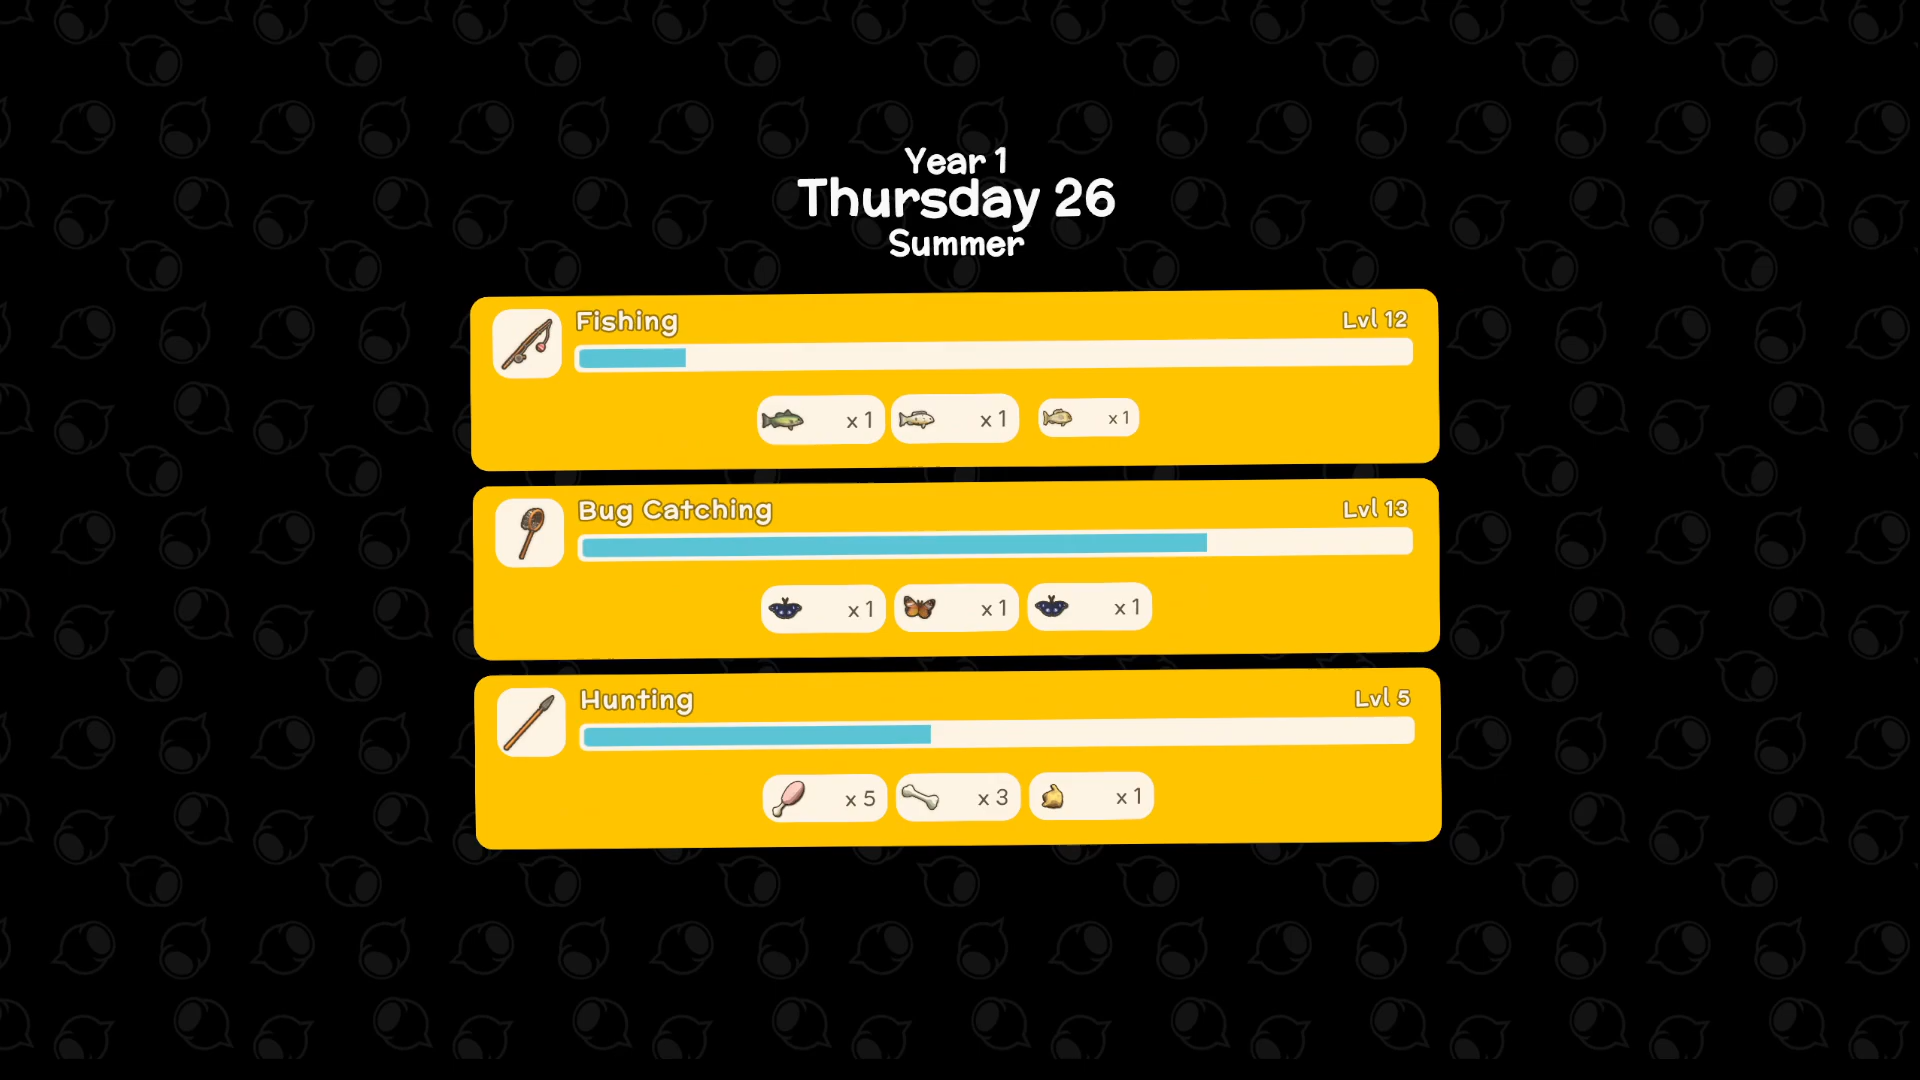 Year 1
Thursday 26
Summer
Fishing
Lvl 12
x 1
x 1
x 1
Bug Catching
Lvl 13
x 1
x 1
x 1
Hunting
Lvl 5
x 5
x 3
x 1